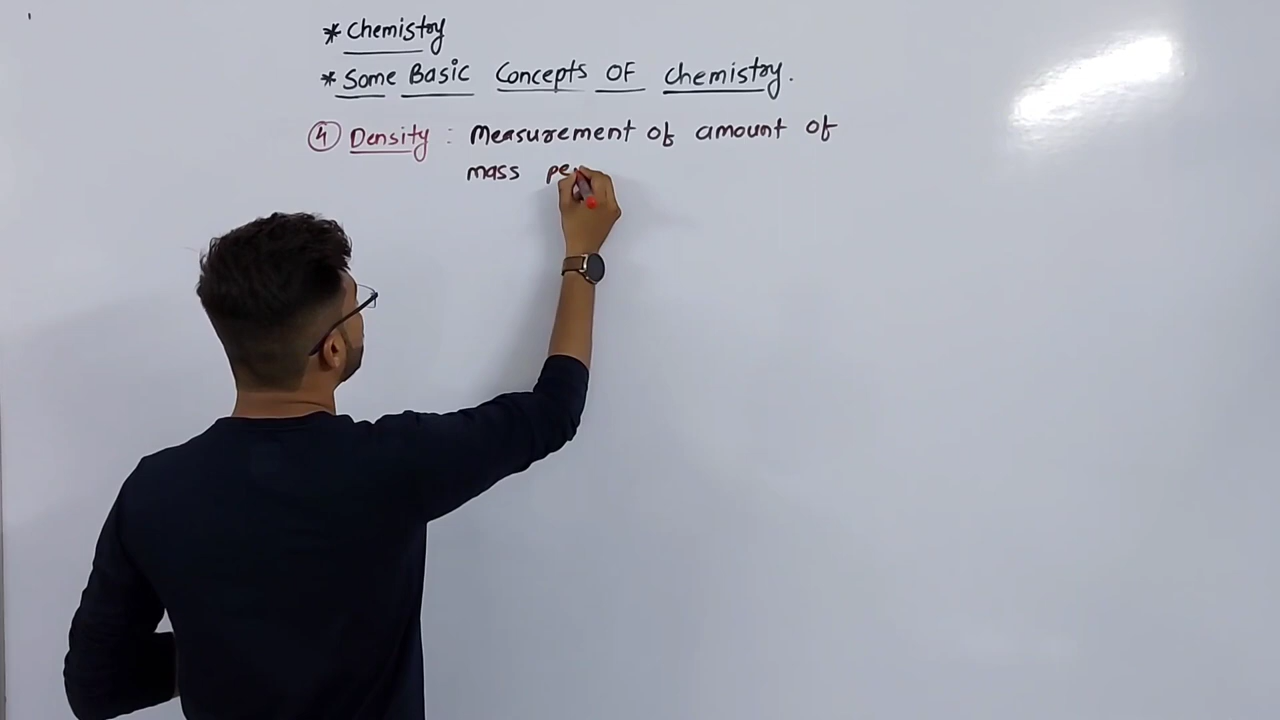 * Chemistry
* Some Basic Concepts OF chemistry.
④ Density : Measurement of amount of
mass pe